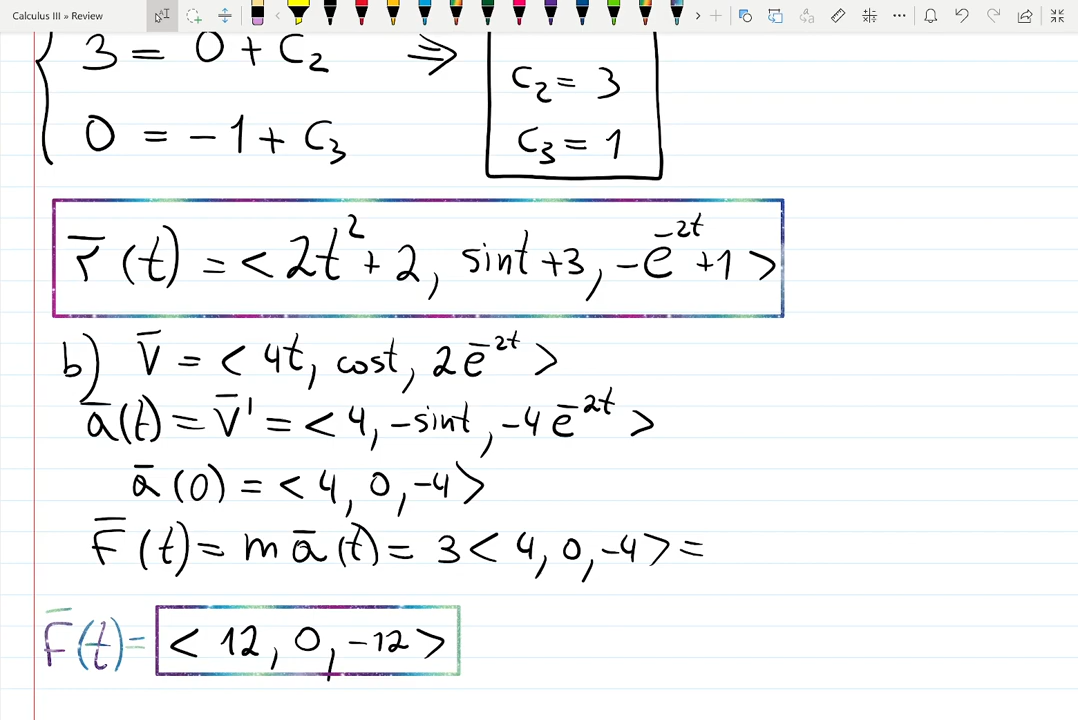 Calculus III » Review
3 = 0 + C₂ ⇒ C₂ = 3
0 = -1 + C₃ C₃ = 1
r̄(t) = < 2t² + 2, sint + 3, -e⁻²ᵗ + 1 >
b) v̄ = < 4t, cost, 2e⁻²ᵗ >
ā(t) = v̄' = < 4, -sint, -4e⁻²ᵗ >
ā(0) = < 4, 0, -4 >
F̄(t) = m ā(t) = 3 < 4, 0, -4 > =
F̄(t) = < 12, 0, -12 >